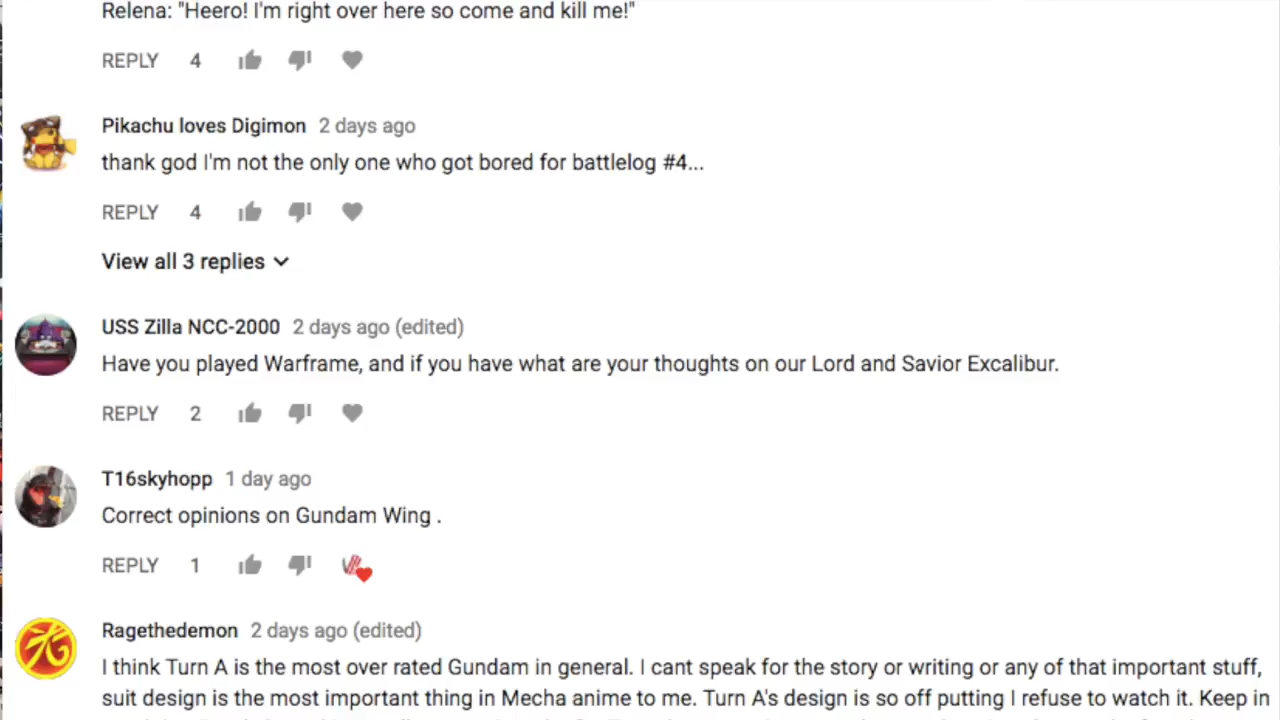 Relena: "Heero! I'm right over here so come and kill me!"
REPLY 4
Pikachu loves Digimon 2 days ago
thank god I'm not the only one who got bored for battlelog #4...
REPLY 4
View all 3 replies
USS Zilla NCC-2000 2 days ago (edited)
Have you played Warframe, and if you have what are your thoughts on our Lord and Savior Excalibur.
REPLY 2
T16skyhopp 1 day ago
Correct opinions on Gundam Wing .
REPLY 1
Ragethedemon 2 days ago (edited)
I think Turn A is the most over rated Gundam in general. I cant speak for the story or writing or any of that important stuff,
suit design is the most important thing in Mecha anime to me. Turn A's design is so off putting I refuse to watch it. Keep in